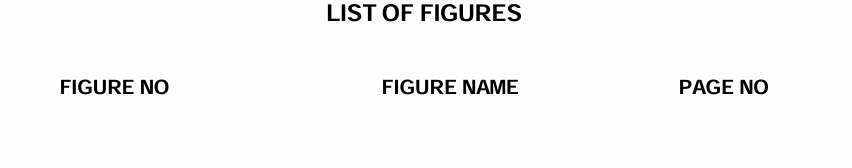 LIST OF FIGURES
FIGURE NO FIGURE NAME PAGE NO